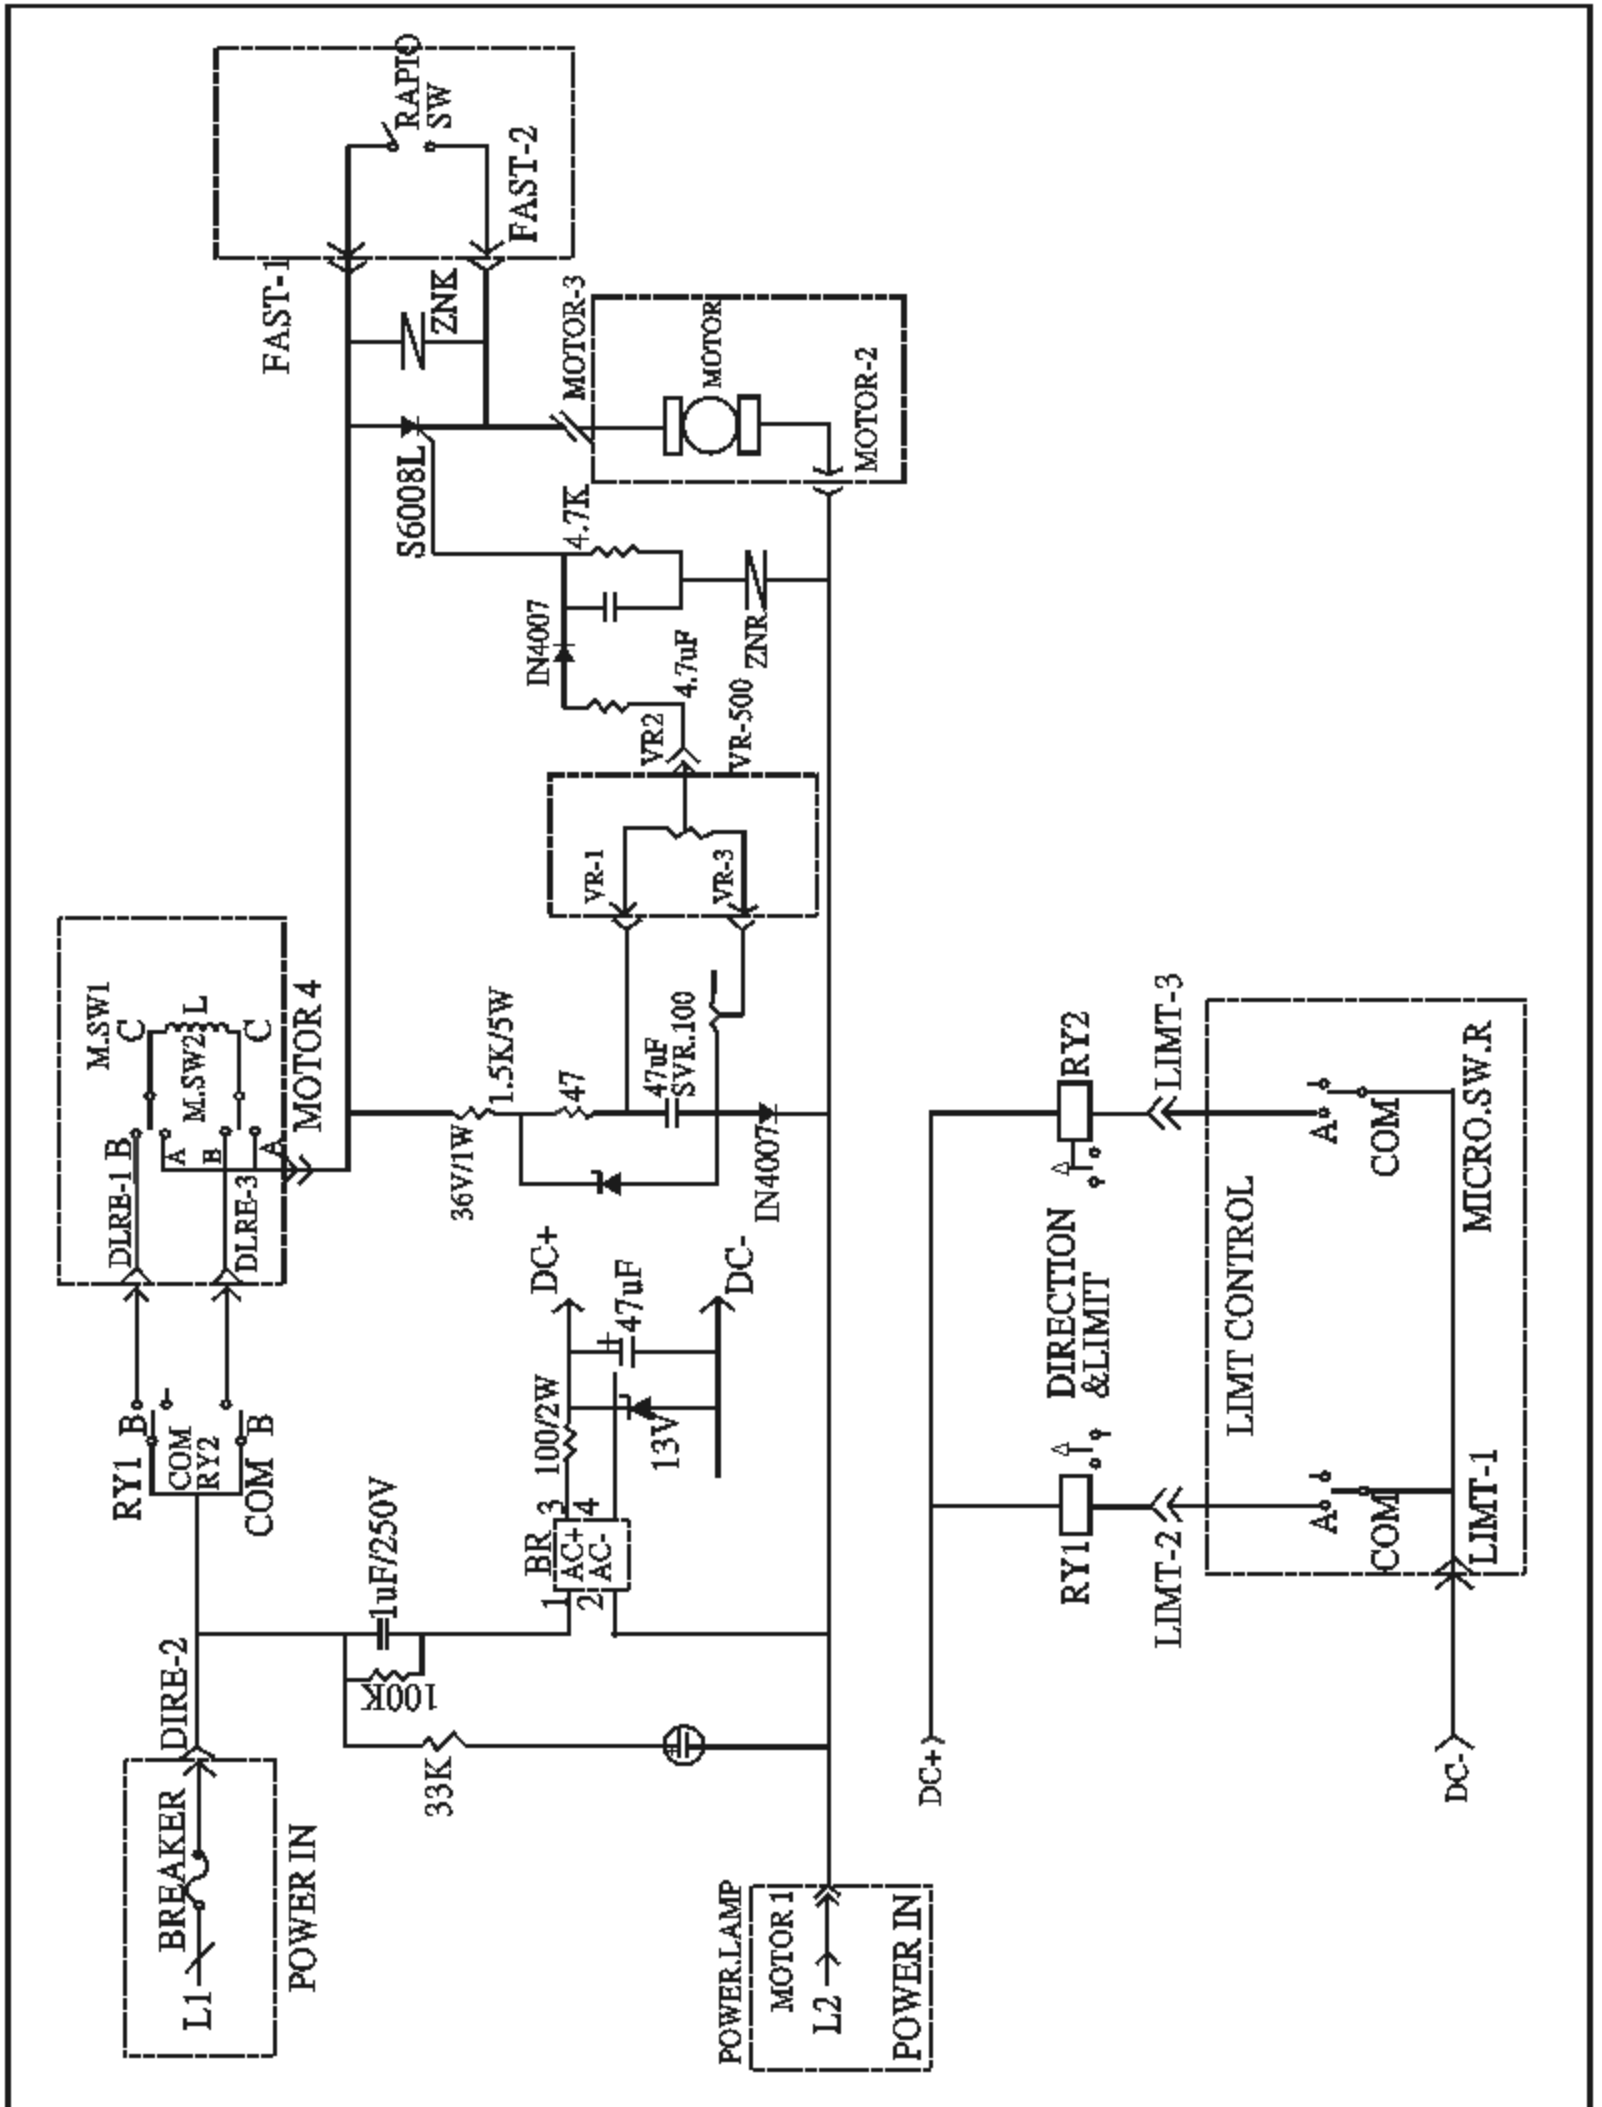 L1
BREAKER
POWER IN
DIRE-2
RY1
B
COM
RY2
COM
B
DLRE-1
B
A
B
DLRE-3
A
M.SW1
C
M.SW2
L
C
MOTOR 4
FAST-1
RAPID
SW
FAST-2
ZNK
S6008L
MOTOR-3
MOTOR
MOTOR-2
4.7K
IN4007
4.7uF
ZNR
VR2
VR-500
VR-1
VR-3
1.5K/5W
36V/1W
47
47uF
SVR.100
IN4007
DC+
DC-
47uF
100/2W
13V
BR
3
4
AC+
AC-
1
2
1uF/250V
100K
33K
POWER.LAMP
MOTOR 1
L2
POWER IN
DC+
RY1
RY2
DIRECTION
&LIMIT
LIMT-2
LIMT-3
LIMT CONTROL
A
COM
A
COM
LIMT-1
MICRO.SW.R
DC-